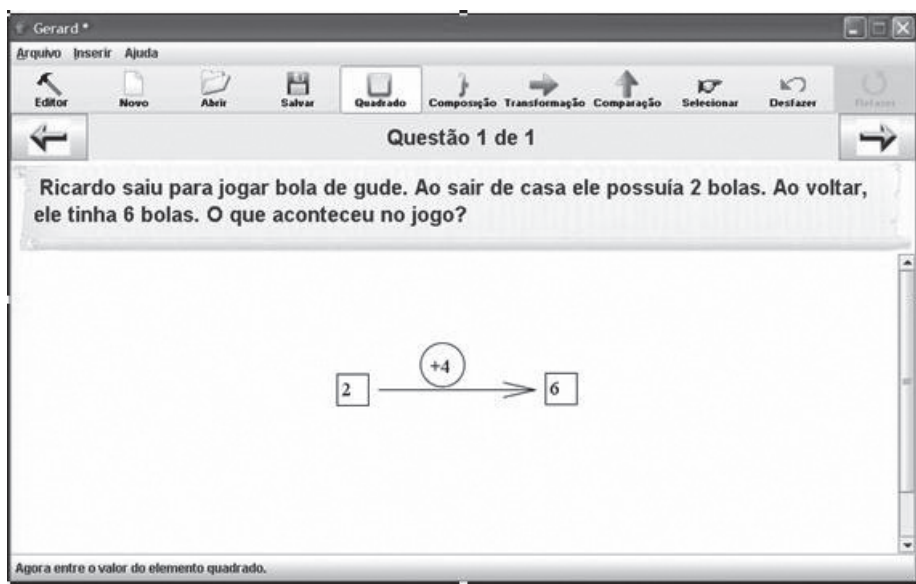 Gerard *
Arquivo Inserir Ajuda
Editor Novo Abrir Salvar Quadrado Composição Transformação Comparação Selecionar Desfazer Refazer
Questão 1 de 1
Ricardo saiu para jogar bola de gude. Ao sair de casa ele possuía 2 bolas. Ao voltar,
ele tinha 6 bolas. O que aconteceu no jogo?
+4
2 6
Agora entre o valor do elemento quadrado.